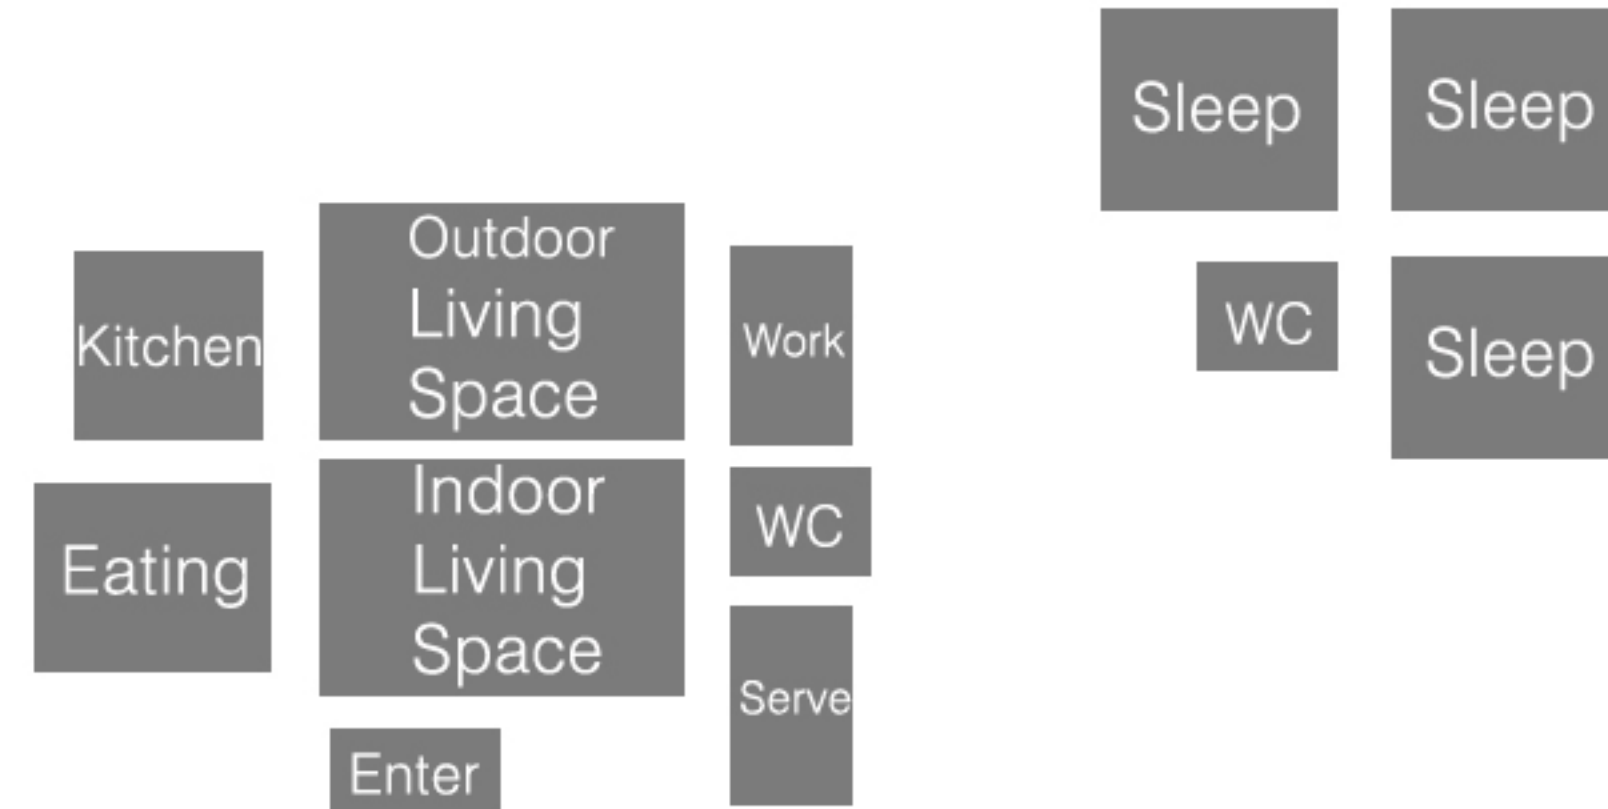 Sleep
Sleep
Outdoor
Living
Space
Kitchen
Work
WC
Sleep
Indoor
Living
Space
WC
Eating
Serve
Enter